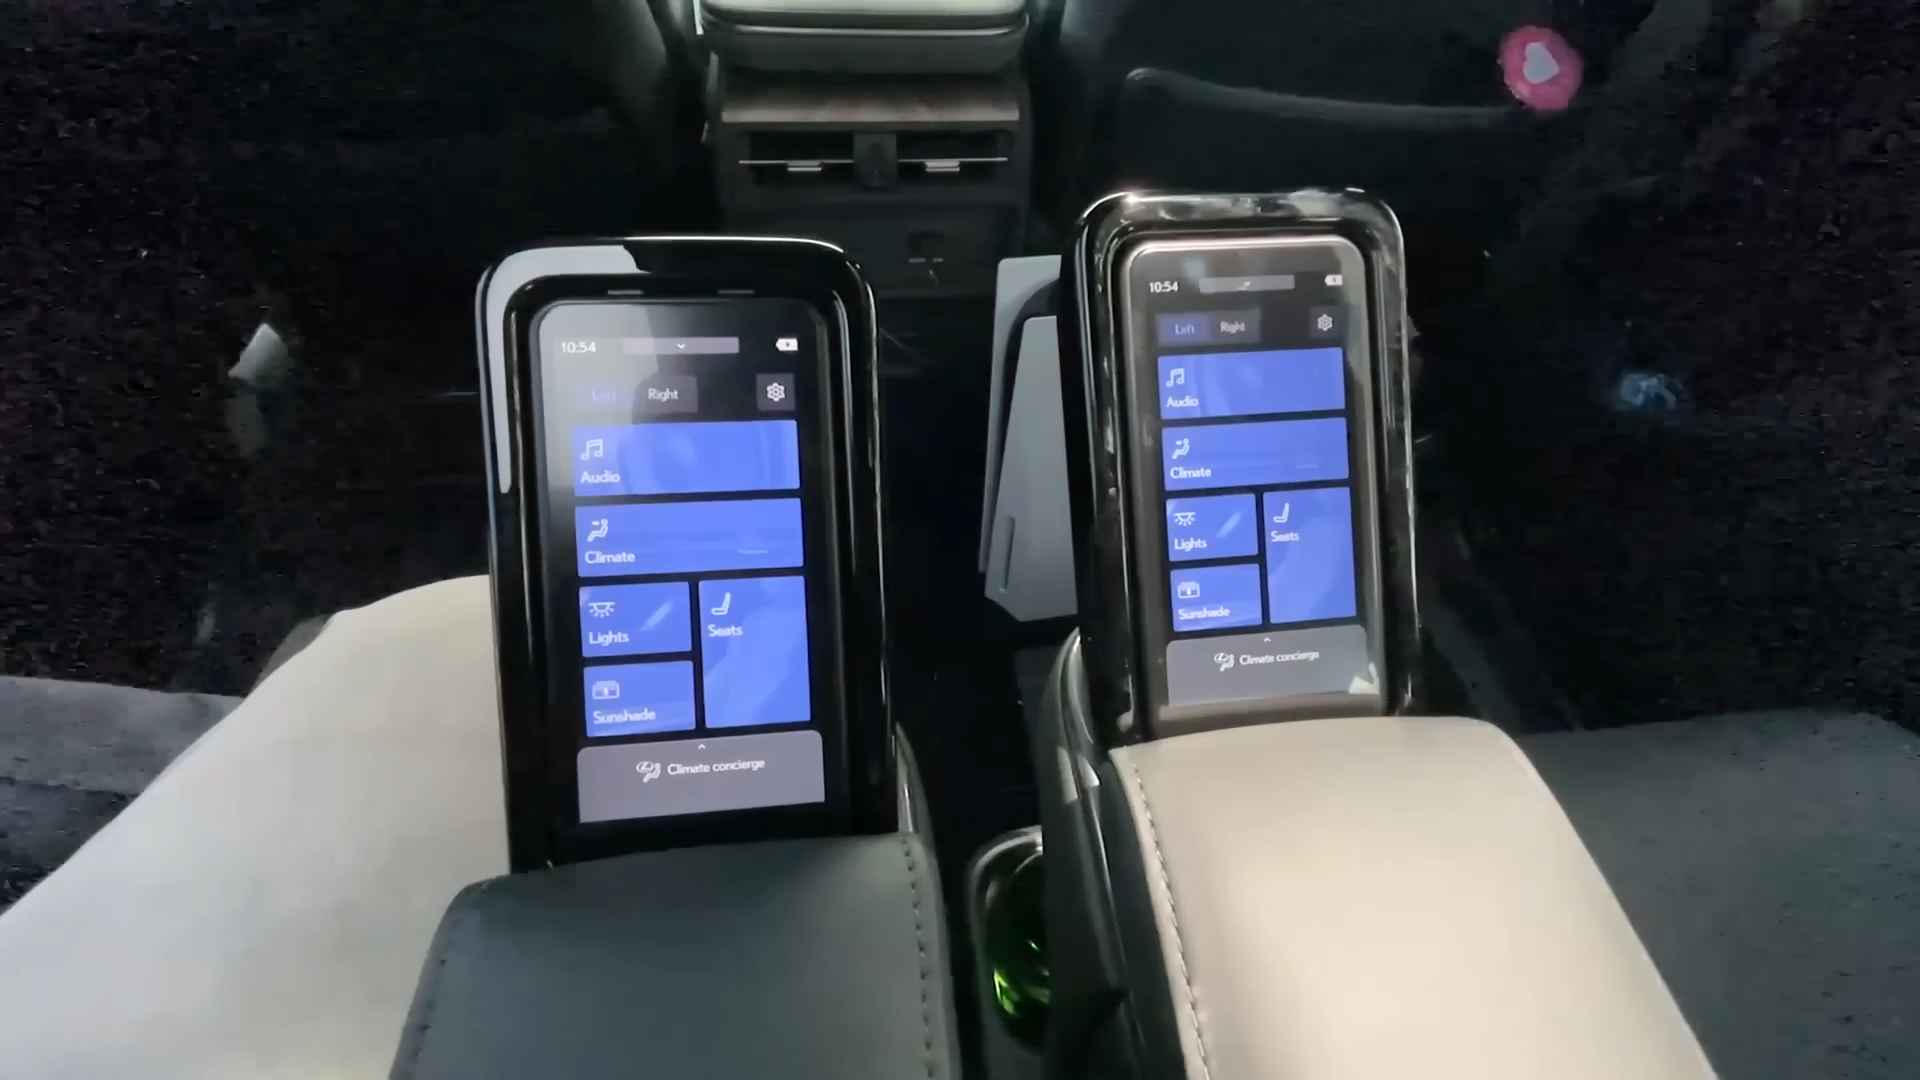 10:54
Left Right
Audio
Climate
Lights
Seats
Sunshade
Climate concierge
10:54
Left Right
Audio
Climate
Lights
Seats
Sunshade
Climate concierge